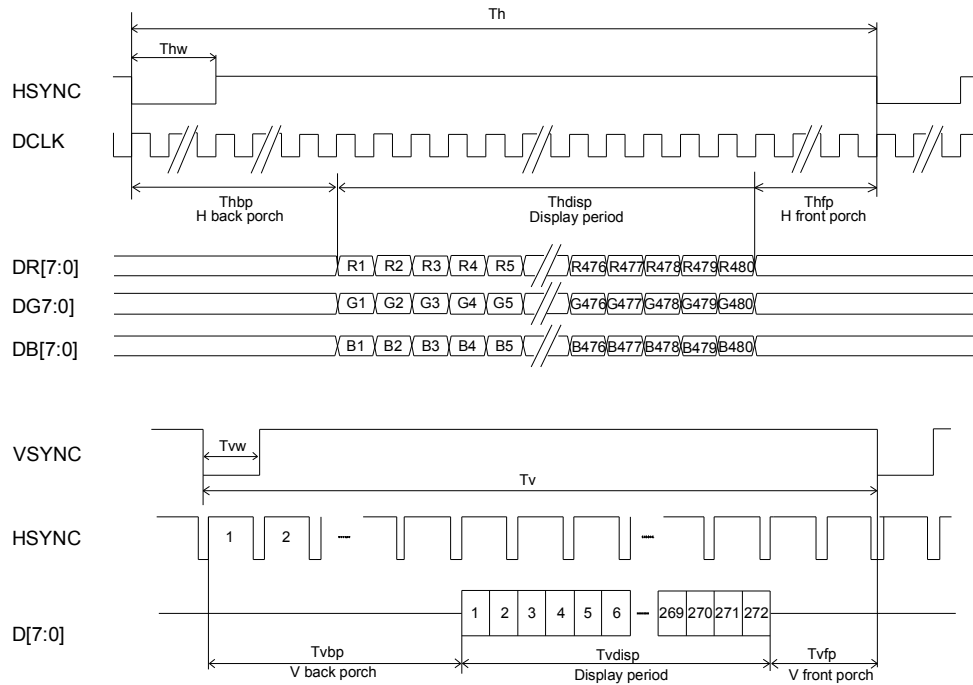 Th
Thw
HSYNC
DCLK
Thbp
H back porch
Thdisp
Display period
Thfp
H front porch
DR[7:0] R1 R2 R3 R4 R5 R476 R477 R478 R479 R480
DG7:0] G1 G2 G3 G4 G5 G476 G477 G478 G479 G480
DB[7:0] B1 B2 B3 B4 B5 B476 B477 B478 B479 B480
VSYNC
Tvw
Tv
HSYNC 1 2
D[7:0] 1 2 3 4 5 6 269 270 271 272
Tvbp
V back porch
Tvdisp
Display period
Tvfp
V front porch